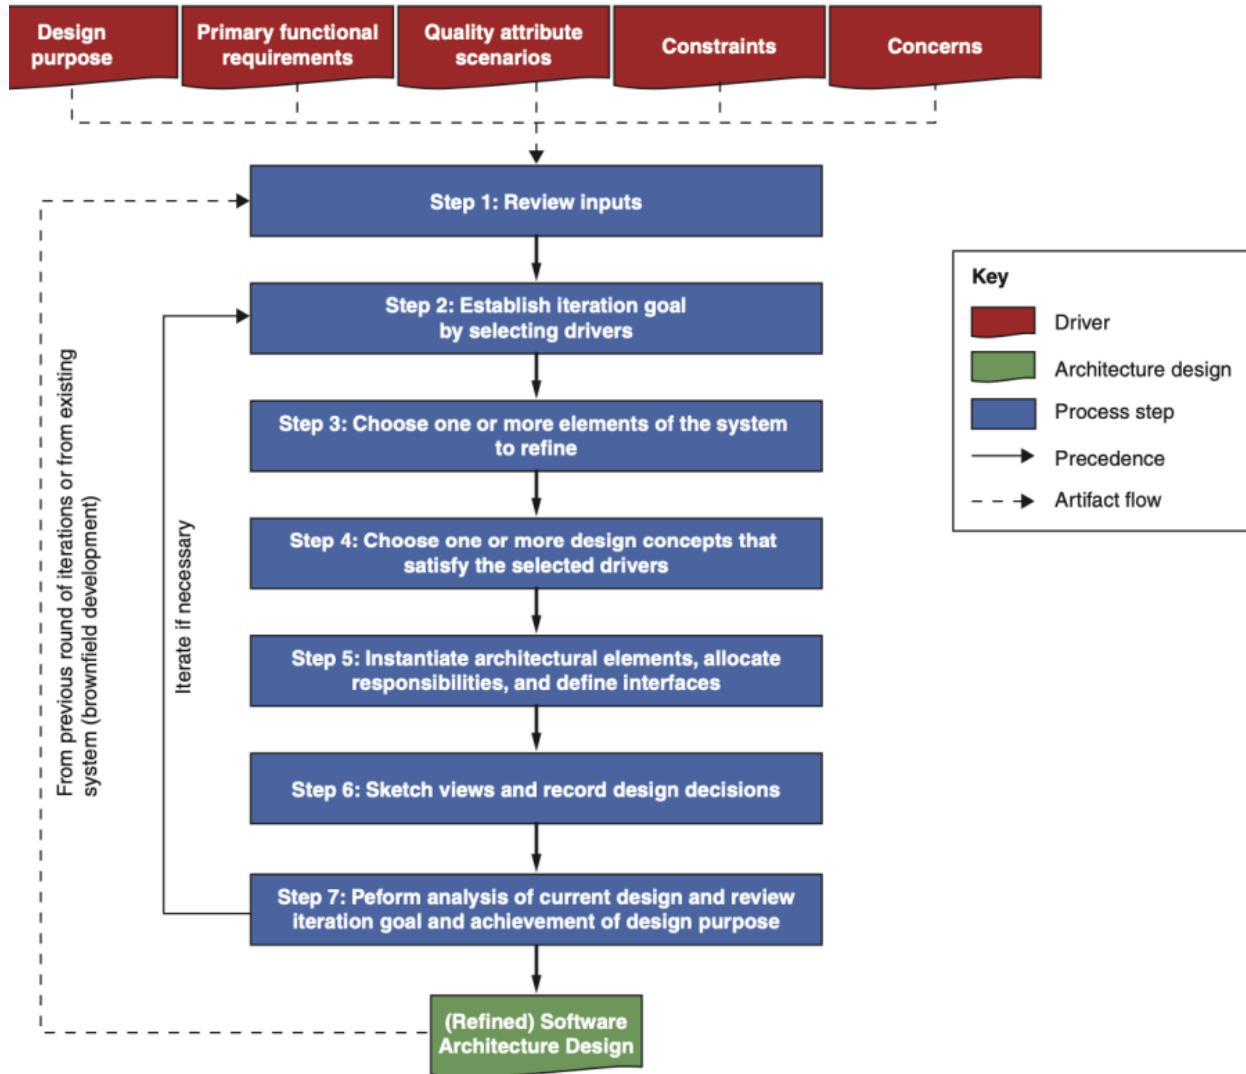 Design
purpose
Primary functional
requirements
Quality attribute
scenarios
Constraints
Concerns
Step 1: Review inputs
Step 2: Establish iteration goal
by selecting drivers
Step 3: Choose one or more elements of the system
to refine
Step 4: Choose one or more design concepts that
satisfy the selected drivers
Step 5: Instantiate architectural elements, allocate
responsibilities, and define interfaces
Step 6: Sketch views and record design decisions
Step 7: Peform analysis of current design and review
iteration goal and achievement of design purpose
(Refined) Software
Architecture Design
From previous round of iterations or from existing
system (brownfield development)
Iterate if necessary
Key
Driver
Architecture design
Process step
Precedence
Artifact flow